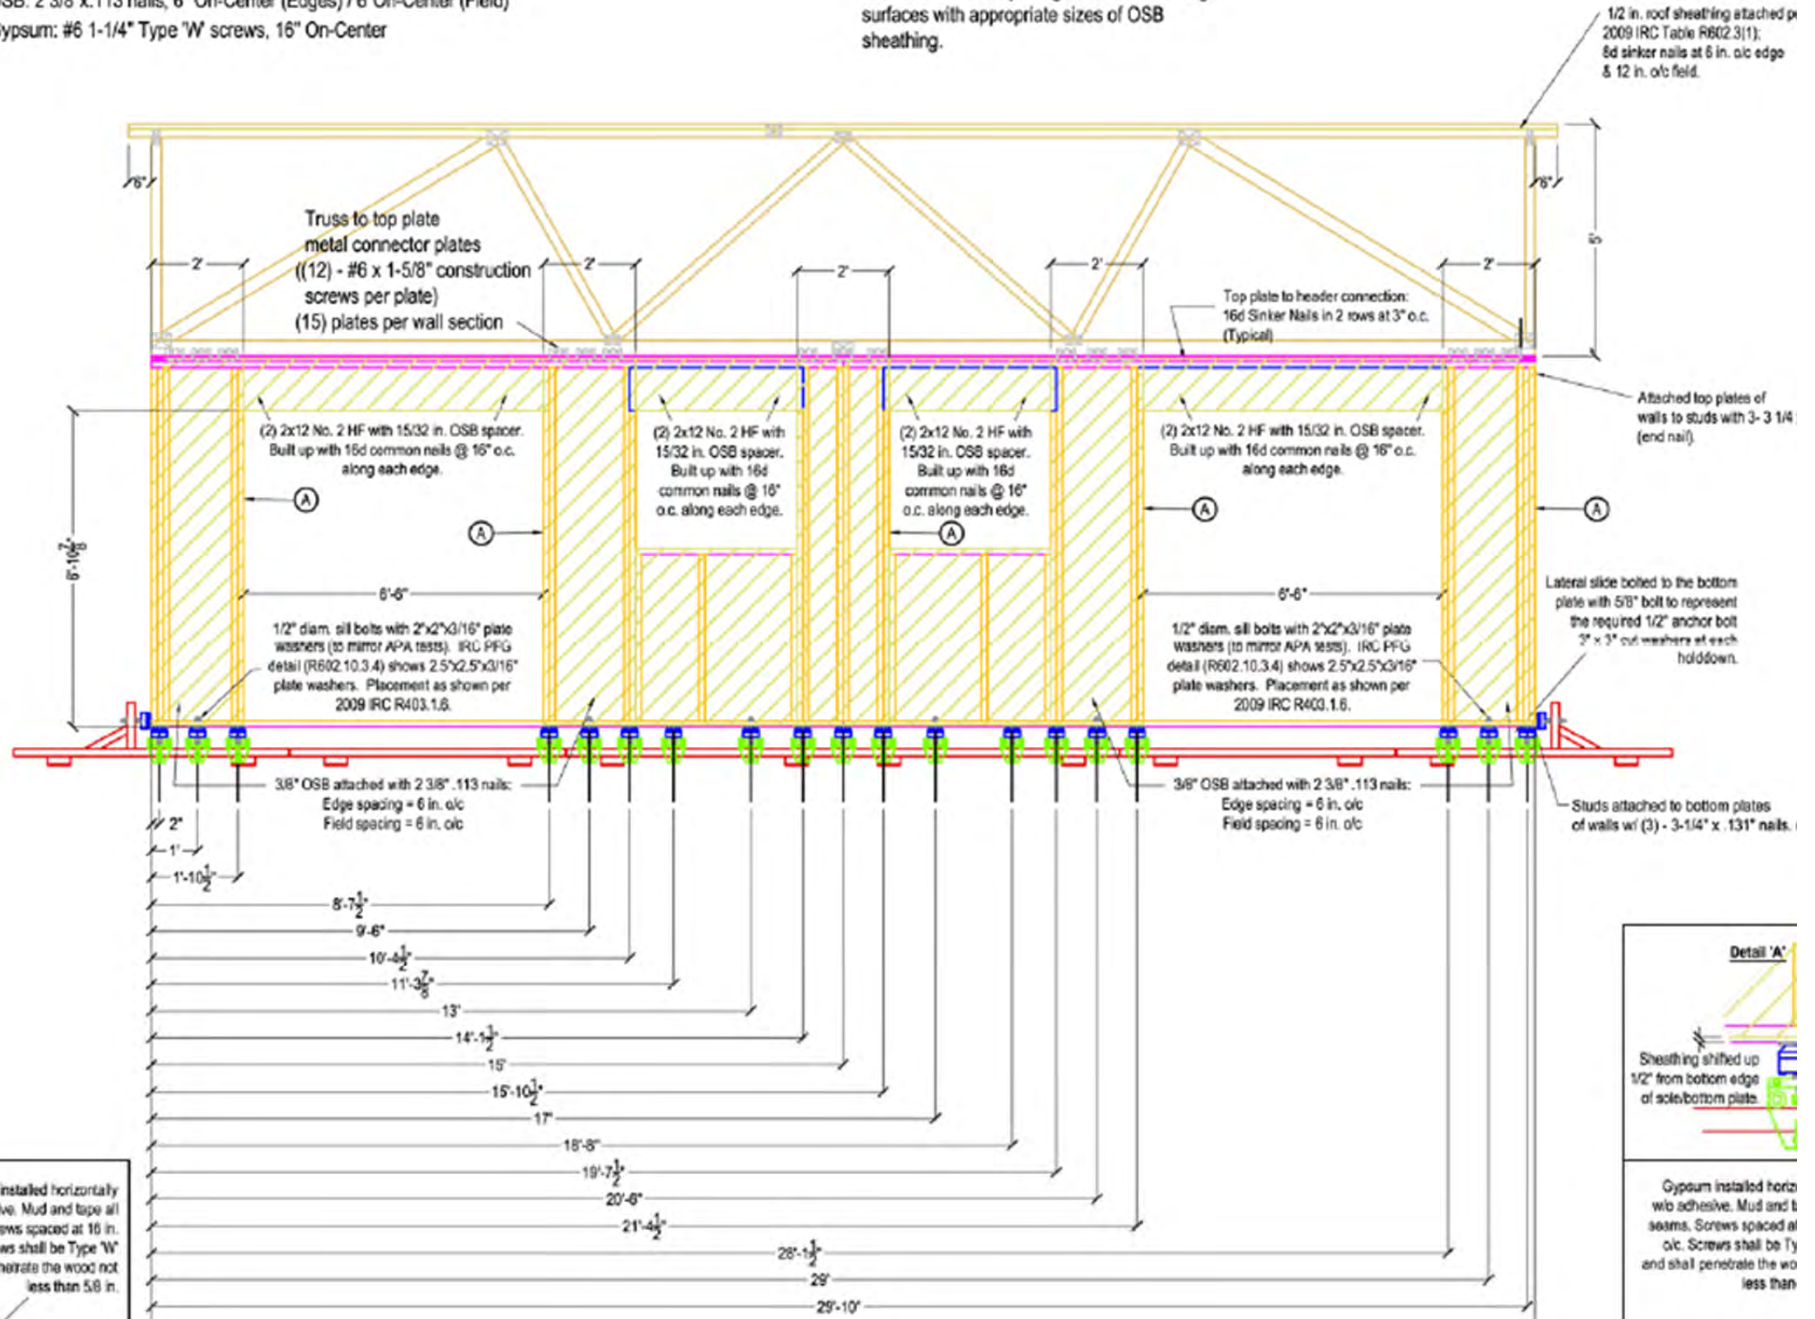 OSB: 2 3/8 x.113 nails, 6" On-Center (Edges) / 6 On-Center (Field)
Gypsum: #6 1-1/4" Type 'W' screws, 16" On-Center
surfaces with appropriate sizes of OSB
sheathing.
1/2 in. roof sheathing attached
2009 IRC Table R602.3(1):
8d sinker nails at 6 in. o/c edge
& 12 in. o/c field.
6"
6"
5'
Truss to top plate
metal connector plates
((12) - #6 x 1-5/8" construction
screws per plate)
(15) plates per wall section
2'
2'
2'
2'
2'
Top plate to header connection:
16d Sinker Nails in 2 rows at 3" o.c.
(Typical)
Attached top plates of
walls to studs with 3- 3 1/4
(end nail).
(2) 2x12 No. 2 HF with 15/32 in. OSB spacer.
Built up with 16d common nails @ 16" o.c.
along each edge.
(2) 2x12 No. 2 HF with
15/32 in. OSB spacer.
Built up with 16d
common nails @ 16"
o.c. along each edge.
(2) 2x12 No. 2 HF with
15/32 in. OSB spacer.
Built up with 16d
common nails @ 16"
o.c. along each edge.
(2) 2x12 No. 2 HF with 15/32 in. OSB spacer.
Built up with 16d common nails @ 16" o.c.
along each edge.
A
A
A
A
A
6'-10 7/8"
6'-6"
6'-6"
1/2" diam. sill bolts with 2"x2"x3/16" plate
washers (to mirror APA tests). IRC PFG
detail (R602.10.3.4) shows 2.5"x2.5"x3/16"
plate washers. Placement as shown per
2009 IRC R403.1.6.
1/2" diam. sill bolts with 2"x2"x3/16" plate
washers (to mirror APA tests). IRC PFG
detail (R602.10.3.4) shows 2.5"x2.5"x3/16"
plate washers. Placement as shown per
2009 IRC R403.1.6.
Lateral slide bolted to the bottom
plate with 5/8" bolt to represent
the required 1/2" anchor bolt
3" x 3" cut washers at each
holddown.
3/8" OSB attached with 2 3/8" .113 nails:
Edge spacing = 6 in. o/c
Field spacing = 6 in. o/c
3/8" OSB attached with 2 3/8" .113 nails:
Edge spacing = 6 in. o/c
Field spacing = 6 in. o/c
Studs attached to bottom plates
of walls w/ (3) - 3-1/4" x .131" nails.
2"
1'
1'-10 1/2"
8'-7 1/2"
9'-6"
10'-4 1/2"
11'-3 7/8"
13'
14'-1 1/2"
15'
15'-10 1/2"
17'
18'-8"
19'-7 1/2"
20'-6"
21'-4 1/2"
28'-1 1/2"
29'
29'-10"
Detail 'A'
Sheathing shifted up
1/2" from bottom edge
of sole/bottom plate.
installed horizontally
Mud and tape all
spaced at 16 in.
shall be Type 'W'
the wood not
less than 5/8 in.
Gypsum installed
w/o adhesive. Mud and
seams. Screws spaced
o/c. Screws shall be
and shall penetrate the
less than